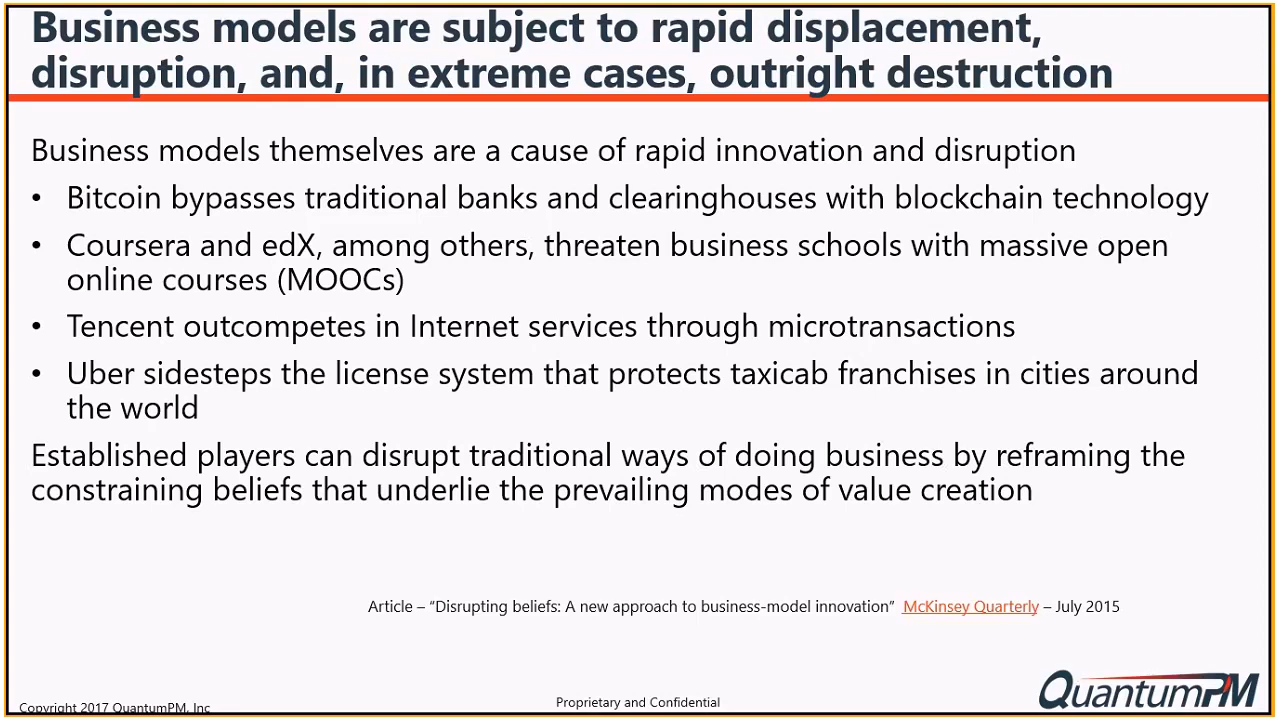 Business models are subject to rapid displacement,
disruption, and, in extreme cases, outright destruction
Business models themselves are a cause of rapid innovation and disruption
• Bitcoin bypasses traditional banks and clearinghouses with blockchain technology
• Coursera and edX, among others, threaten business schools with massive open
online courses (MOOCs)
• Tencent outcompetes in Internet services through microtransactions
• Uber sidesteps the license system that protects taxicab franchises in cities around
the world
Established players can disrupt traditional ways of doing business by reframing the
constraining beliefs that underlie the prevailing modes of value creation
Article – “Disrupting beliefs: A new approach to business-model innovation” McKinsey Quarterly – July 2015
Copyright 2017 QuantumPM, Inc
Proprietary and Confidential
QuantumPM